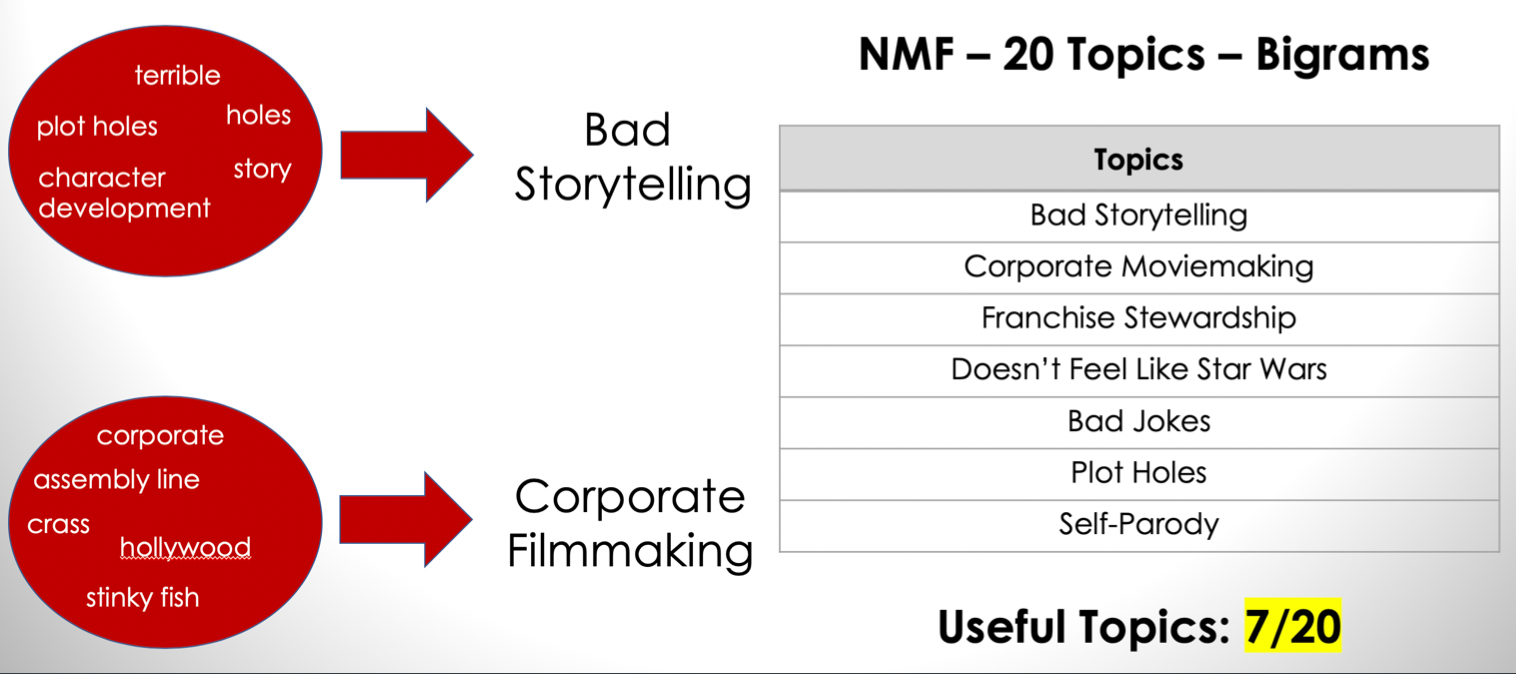 terrible
plot holes
holes
character
development
story
Bad
Storytelling
corporate
assembly line
crass
hollywood
stinky fish
Corporate
Filmmaking
NMF – 20 Topics – Bigrams
Topics
Bad Storytelling
Corporate Moviemaking
Franchise Stewardship
Doesn’t Feel Like Star Wars
Bad Jokes
Plot Holes
Self-Parody
Useful Topics: 7/20